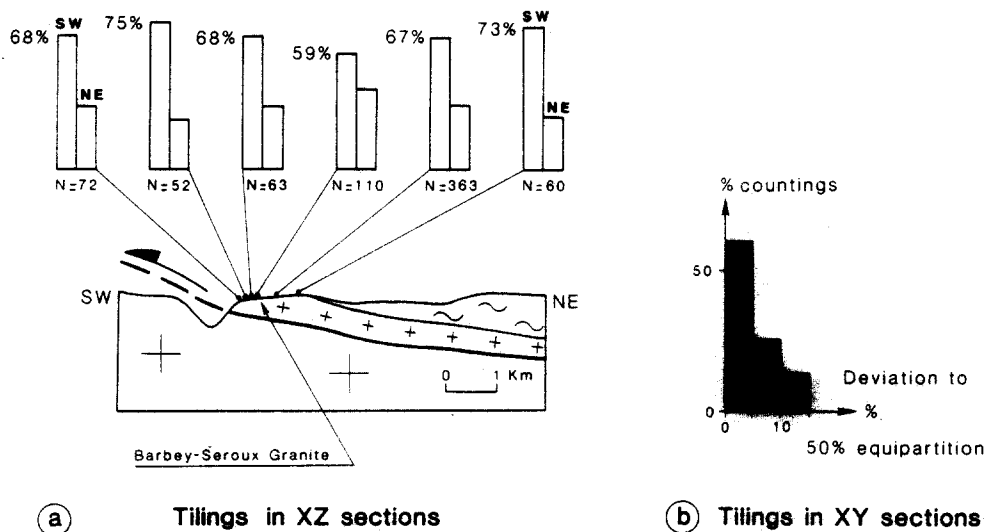 SW
68%
NE
N=72
75%
N=52
68%
N=63
59%
N=110
67%
N=363
SW
73%
NE
N=60
SW
NE
0 1 Km
Barbey-Seroux Granite
a Tilings in XZ sections
% countings
50
0
0 10
Deviation to
%
50% equipartition
b Tilings in XY sections